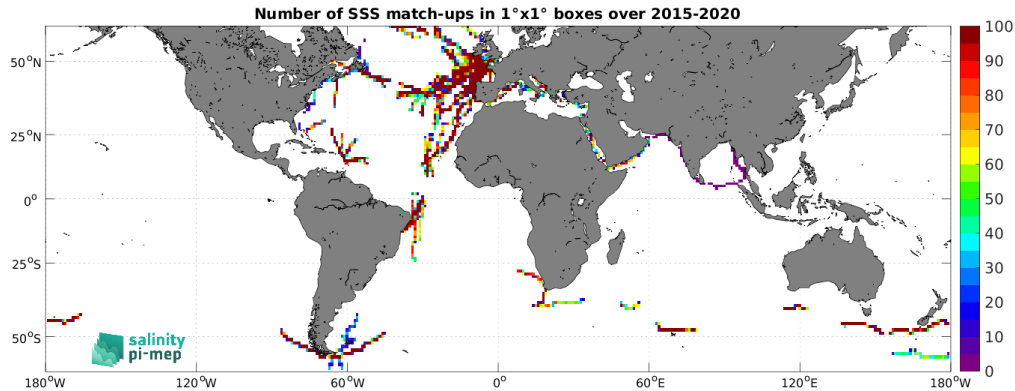 Number of SSS match-ups in 1°x1° boxes over 2015-2020
50°N
25°N
0°
25°S
50°S
180°W
120°W
60°W
0°
60°E
120°E
180°W
100
90
80
70
60
50
40
30
20
10
0
salinity
pi-mep